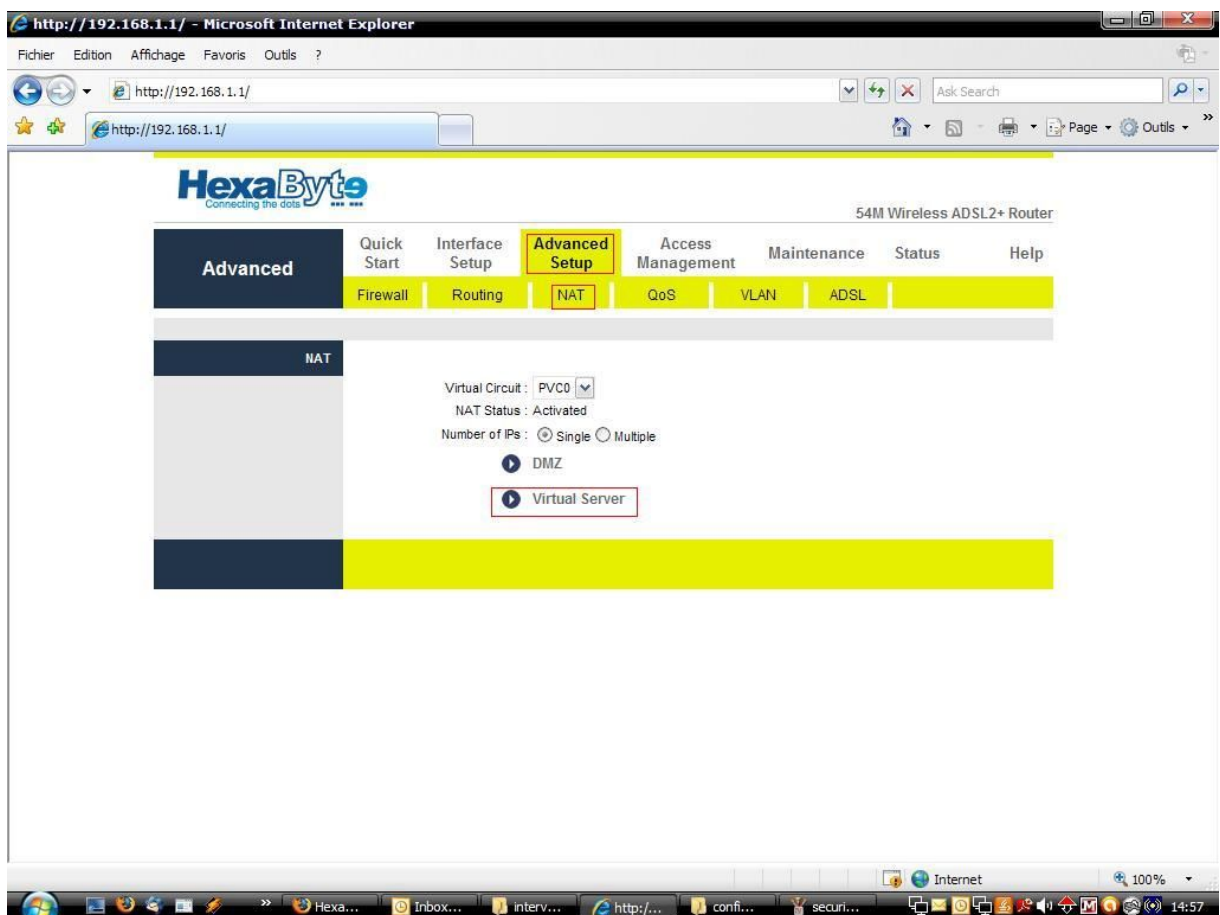 http://192.168.1.1/ - Microsoft Internet Explorer
Fichier Edition Affichage Favoris Outils ?
http://192.168.1.1/
Ask Search
http://192.168.1.1/
Page Outils »
HexaByte
Connecting the dots
54M Wireless ADSL2+ Router
Advanced
Quick Start
Interface Setup
Advanced Setup
Access Management
Maintenance
Status
Help
Firewall Routing NAT QoS VLAN ADSL
NAT
Virtual Circuit : PVC0
NAT Status : Activated
Number of IPs : Single Multiple
DMZ
Virtual Server
Internet
100%
» Hexa... Inbox... interv... http:/... confi... securi... 14:57